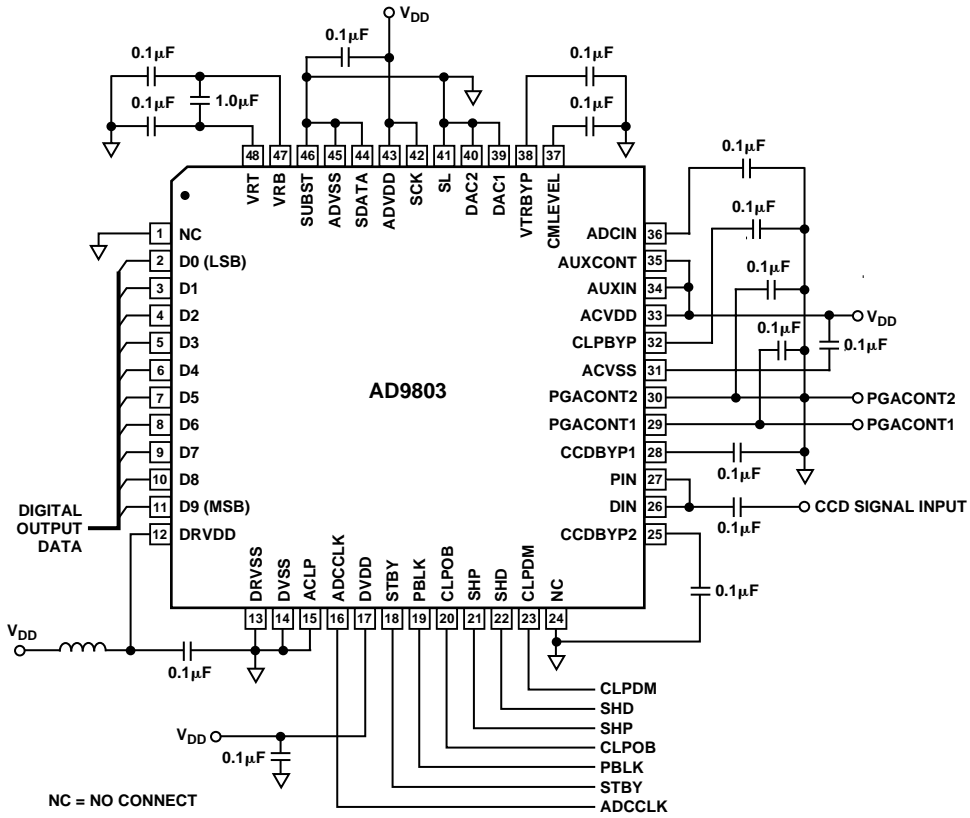 VDD
0.1μF
0.1μF
0.1μF
0.1μF
1.0μF
0.1μF
48 47 46 45 44 43 42 41 40 39 38 37
VRT
VRB
SUBST
ADVSS
SDATA
ADVDD
SCK
SL
DAC2
DAC1
VTRBYP
CMLEVEL
0.1μF
0.1μF
0.1μF
0.1μF
1 NC
2 D0 (LSB)
3 D1
4 D2
5 D3
6 D4
7 D5
8 D6
9 D7
10 D8
11 D9 (MSB)
12 DRVDD
DIGITAL
OUTPUT
DATA
AD9803
ADCIN 36
AUXCONT 35
AUXIN 34
ACVDD 33
VDD
CLPBYP 32
0.1μF
ACVSS 31
PGACONT2 30
PGACONT2
PGACONT1 29
PGACONT1
CCDBYP1 28
0.1μF
PIN 27
DIN 26
CCD SIGNAL INPUT
0.1μF
CCDBYP2 25
0.1μF
DRVSS
DVSS
ACLP
ADCCLK
DVDD
STBY
PBLK
CLPOB
SHP
SHD
CLPDM
NC
13 14 15 16 17 18 19 20 21 22 23 24
VDD
0.1μF
CLPDM
SHD
SHP
CLPOB
PBLK
STBY
ADCCLK
VDD
0.1μF
NC = NO CONNECT